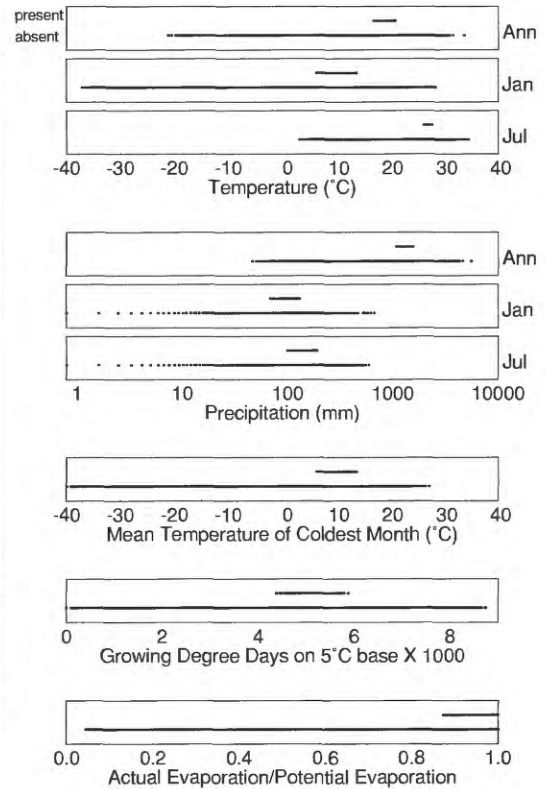 present
absent
Ann
Jan
Jul
-40 -30 -20 -10 0 10 20 30 40
Temperature (˚C)
Ann
Jan
Jul
1 10 100 1000 10000
Precipitation (mm)
-40 -30 -20 -10 0 10 20 30 40
Mean Temperature of Coldest Month (˚C)
0 2 4 6 8
Growing Degree Days on 5˚C base X 1000
0.0 0.2 0.4 0.6 0.8 1.0
Actual Evaporation/Potential Evaporation